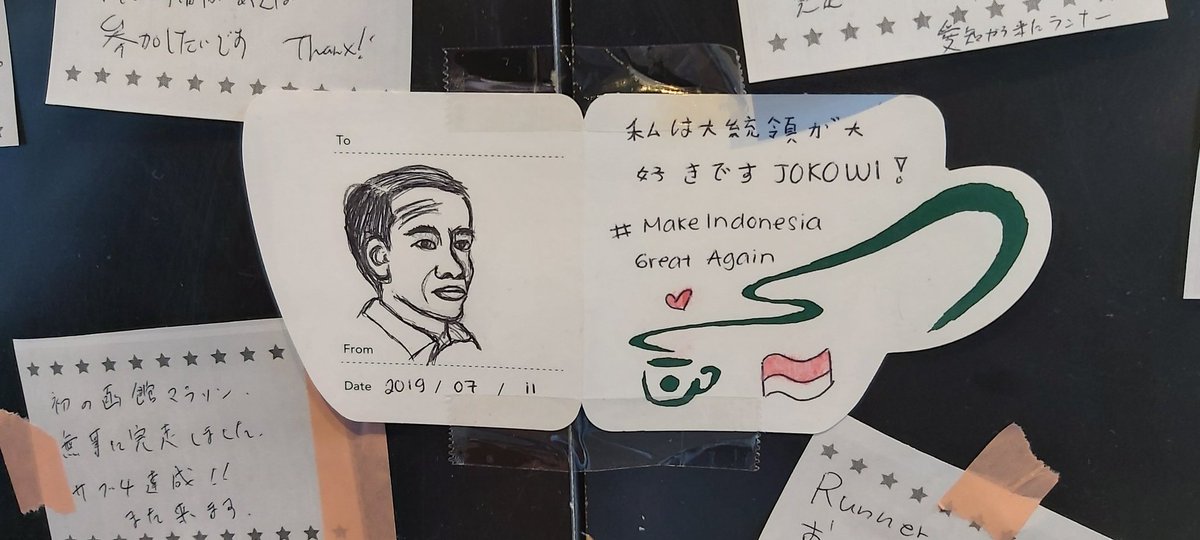 参加したいです Thanx!
愛知から来たランナー
To
From
Date 2019 / 07 / 11
私は大統領が大
好きです JOKOWI!
# Make Indonesia
Great Again
初の函館マラソン.
無事に完走しました.
サブ4達成!!
また来ます.
Runner